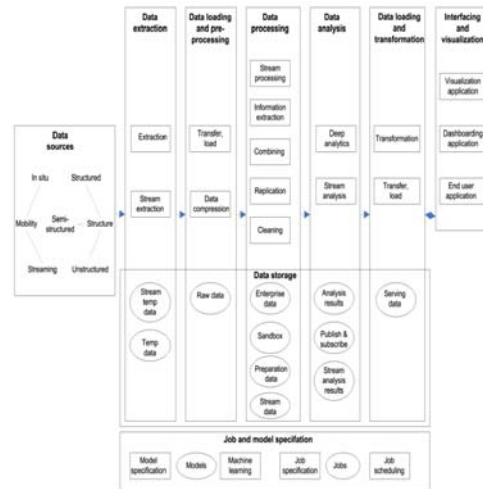 Data
extraction
Data loading
and pre-
processing
Data
processing
Data
analysis
Data loading
and
transformation
Interfacing
and
visualization
Stream
processing
Visualization
application
Information
extraction
Data
sources
Extraction
Transfer,
load
Combining
Deep
analytics
Transformation
Dashboarding
application
In situ
Structured
Stream
extraction
Data
compression
Replication
Stream
analysis
Transfer,
load
End user
application
Mobility
Semi-
structured
Structure
Cleaning
Streaming
Unstructured
Data storage
Stream
temp
data
Raw data
Enterprise
data
Analysis
results
Serving data
Temp
data
Sandbox
Publish &
subscribe
Preparation
data
Stream
analysis
results
Stream
data
Job and model specifation
Model
specification
Models
Machine
learning
Job
specification
Jobs
Job
scheduling